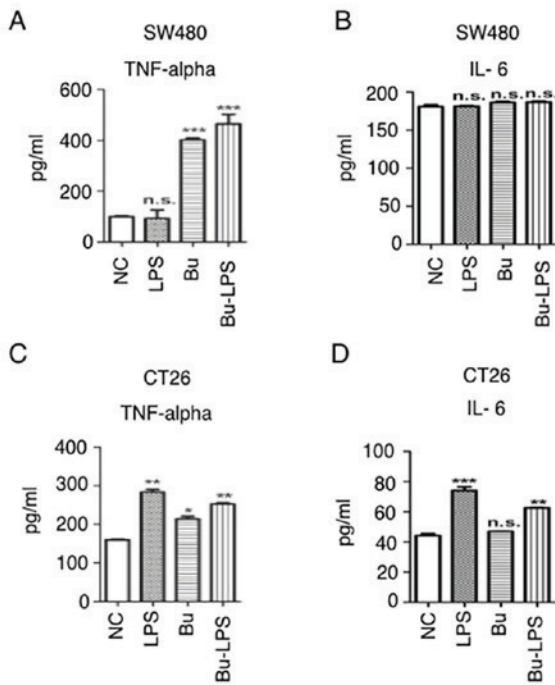 A
SW480
TNF-alpha
pg/ml
600
400
200
0
n.s.
***
***
NC
LPS
Bu
Bu-LPS
B
SW480
IL- 6
pg/ml
200
150
100
50
0
n.s.
n.s.
n.s.
NC
LPS
Bu
Bu-LPS
C
CT26
TNF-alpha
pg/ml
400
300
200
100
0
**
*
**
NC
LPS
Bu
Bu-LPS
D
CT26
IL- 6
pg/ml
100
80
60
40
20
0
***
n.s.
**
NC
LPS
Bu
Bu-LPS